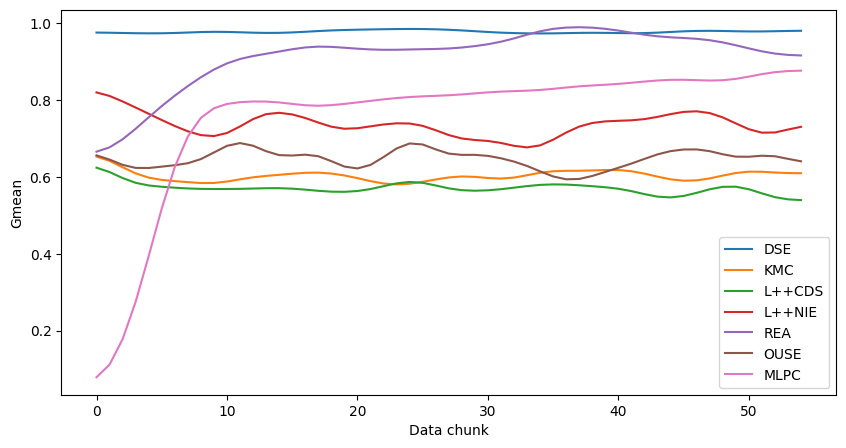 1.0
0.8
0.6
0.4
0.2
Gmean
0
10
20
30
40
50
Data chunk
DSE
KMC
L++CDS
L++NIE
REA
OUSE
MLPC